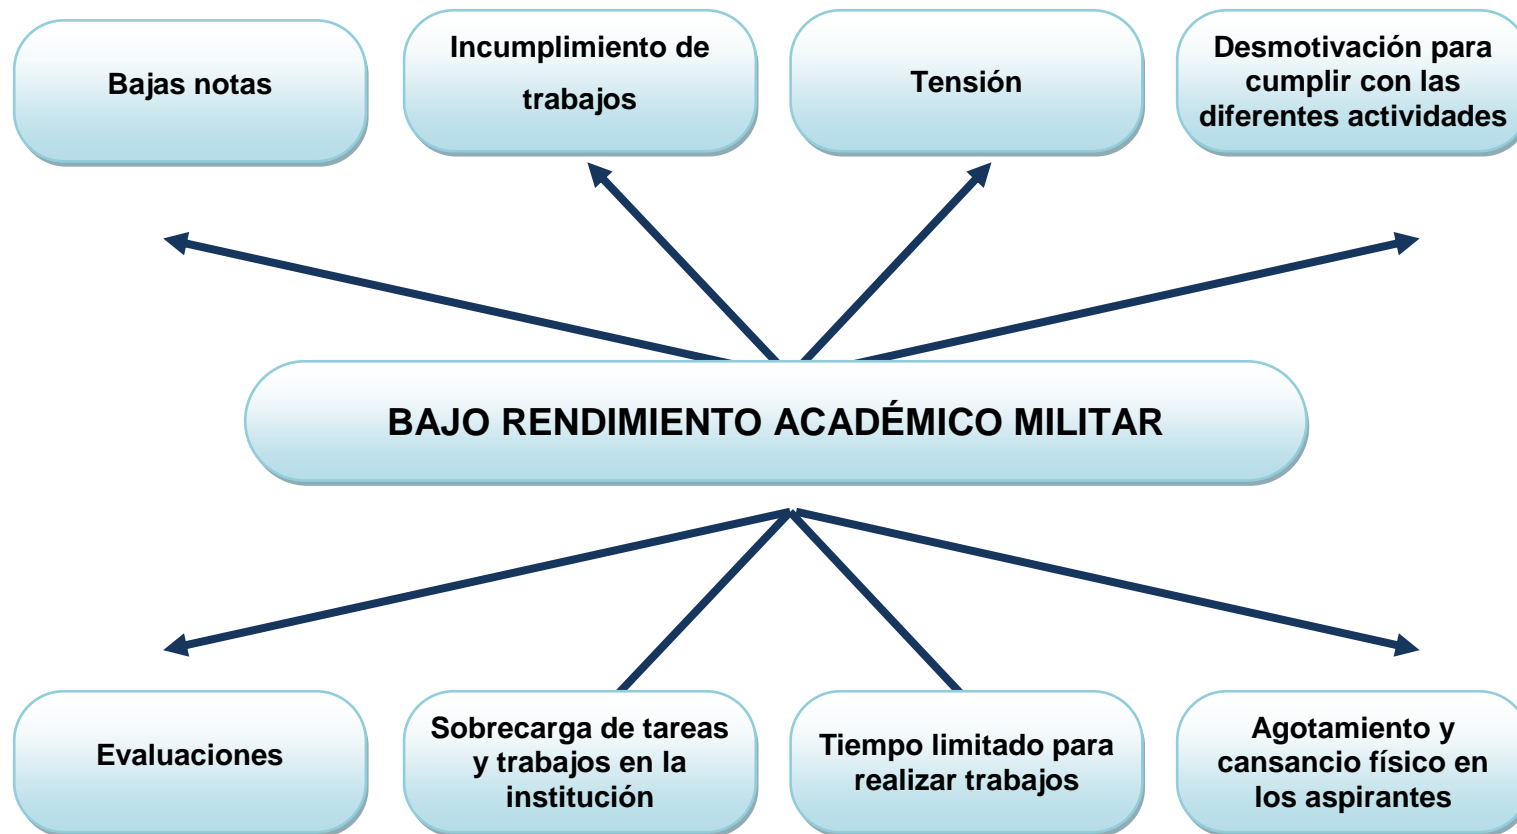 Bajas notas
Incumplimiento de
trabajos
Tensión
Desmotivación para
cumplir con las
diferentes actividades
BAJO RENDIMIENTO ACADÉMICO MILITAR
Evaluaciones
Sobrecarga de tareas
y trabajos en la
institución
Tiempo limitado para
realizar trabajos
Agotamiento y
cansancio físico en
los aspirantes